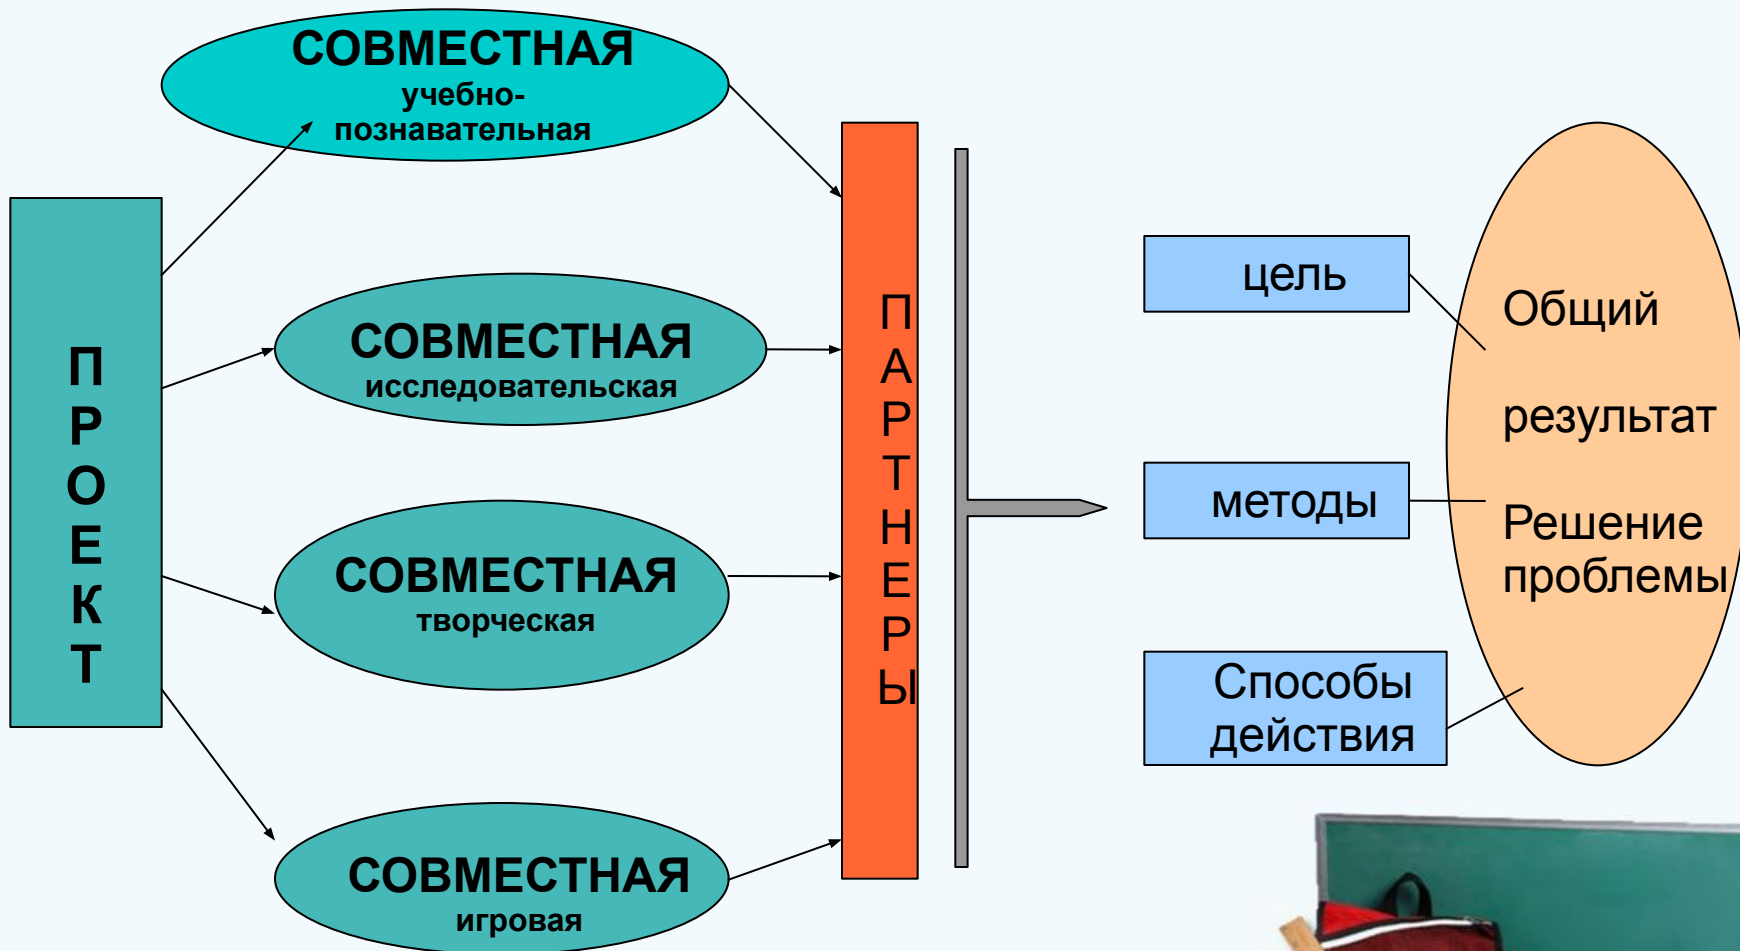 СОВМЕСТНАЯ
учебно-
познавательная
П
Р
О
Е
К
Т
СОВМЕСТНАЯ
исследовательская
СОВМЕСТНАЯ
творческая
СОВМЕСТНАЯ
игровая
П
А
Р
Т
Н
Е
Р
Ы
цель
методы
Способы
действия
Общий
результат
Решение
проблемы